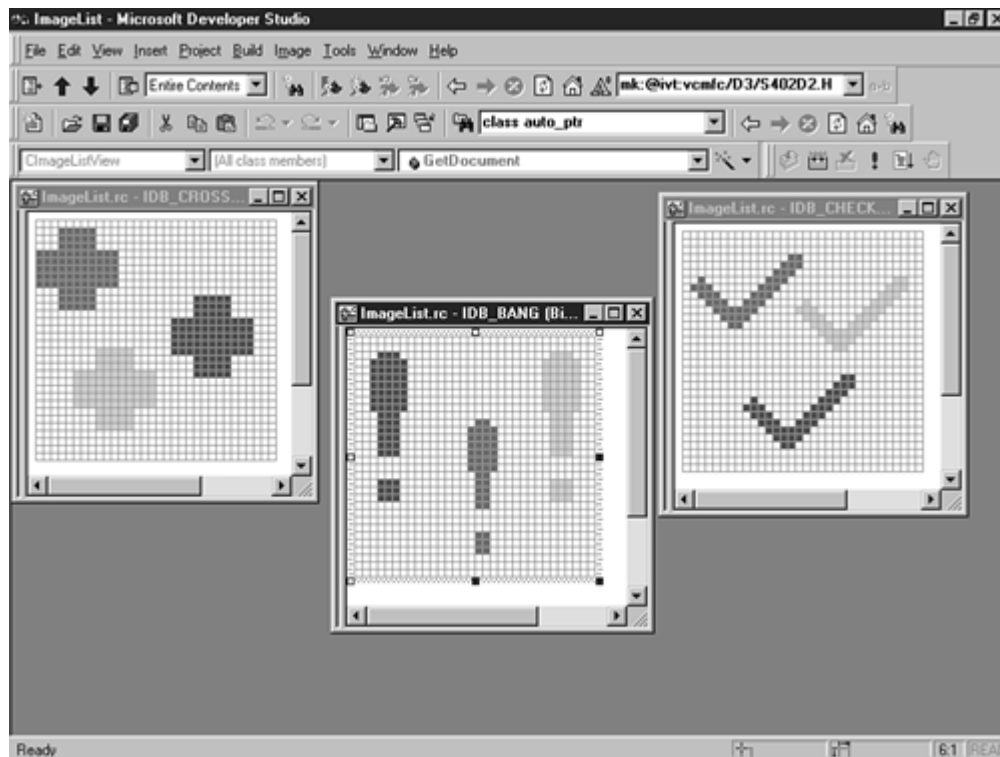 ImageList - Microsoft Developer Studio
File Edit View Insert Project Build Image Tools Window Help
Entire Contents
mk:@ivt:vcmfc/D3/S402D2.H
class auto_ptr
CImageListView
(All class members)
GetDocument
ImageList.rc - IDB_CROSS...
ImageList.rc - IDB_CHECK...
ImageList.rc - IDB_BANG (Bi...
Ready
6:1
REA